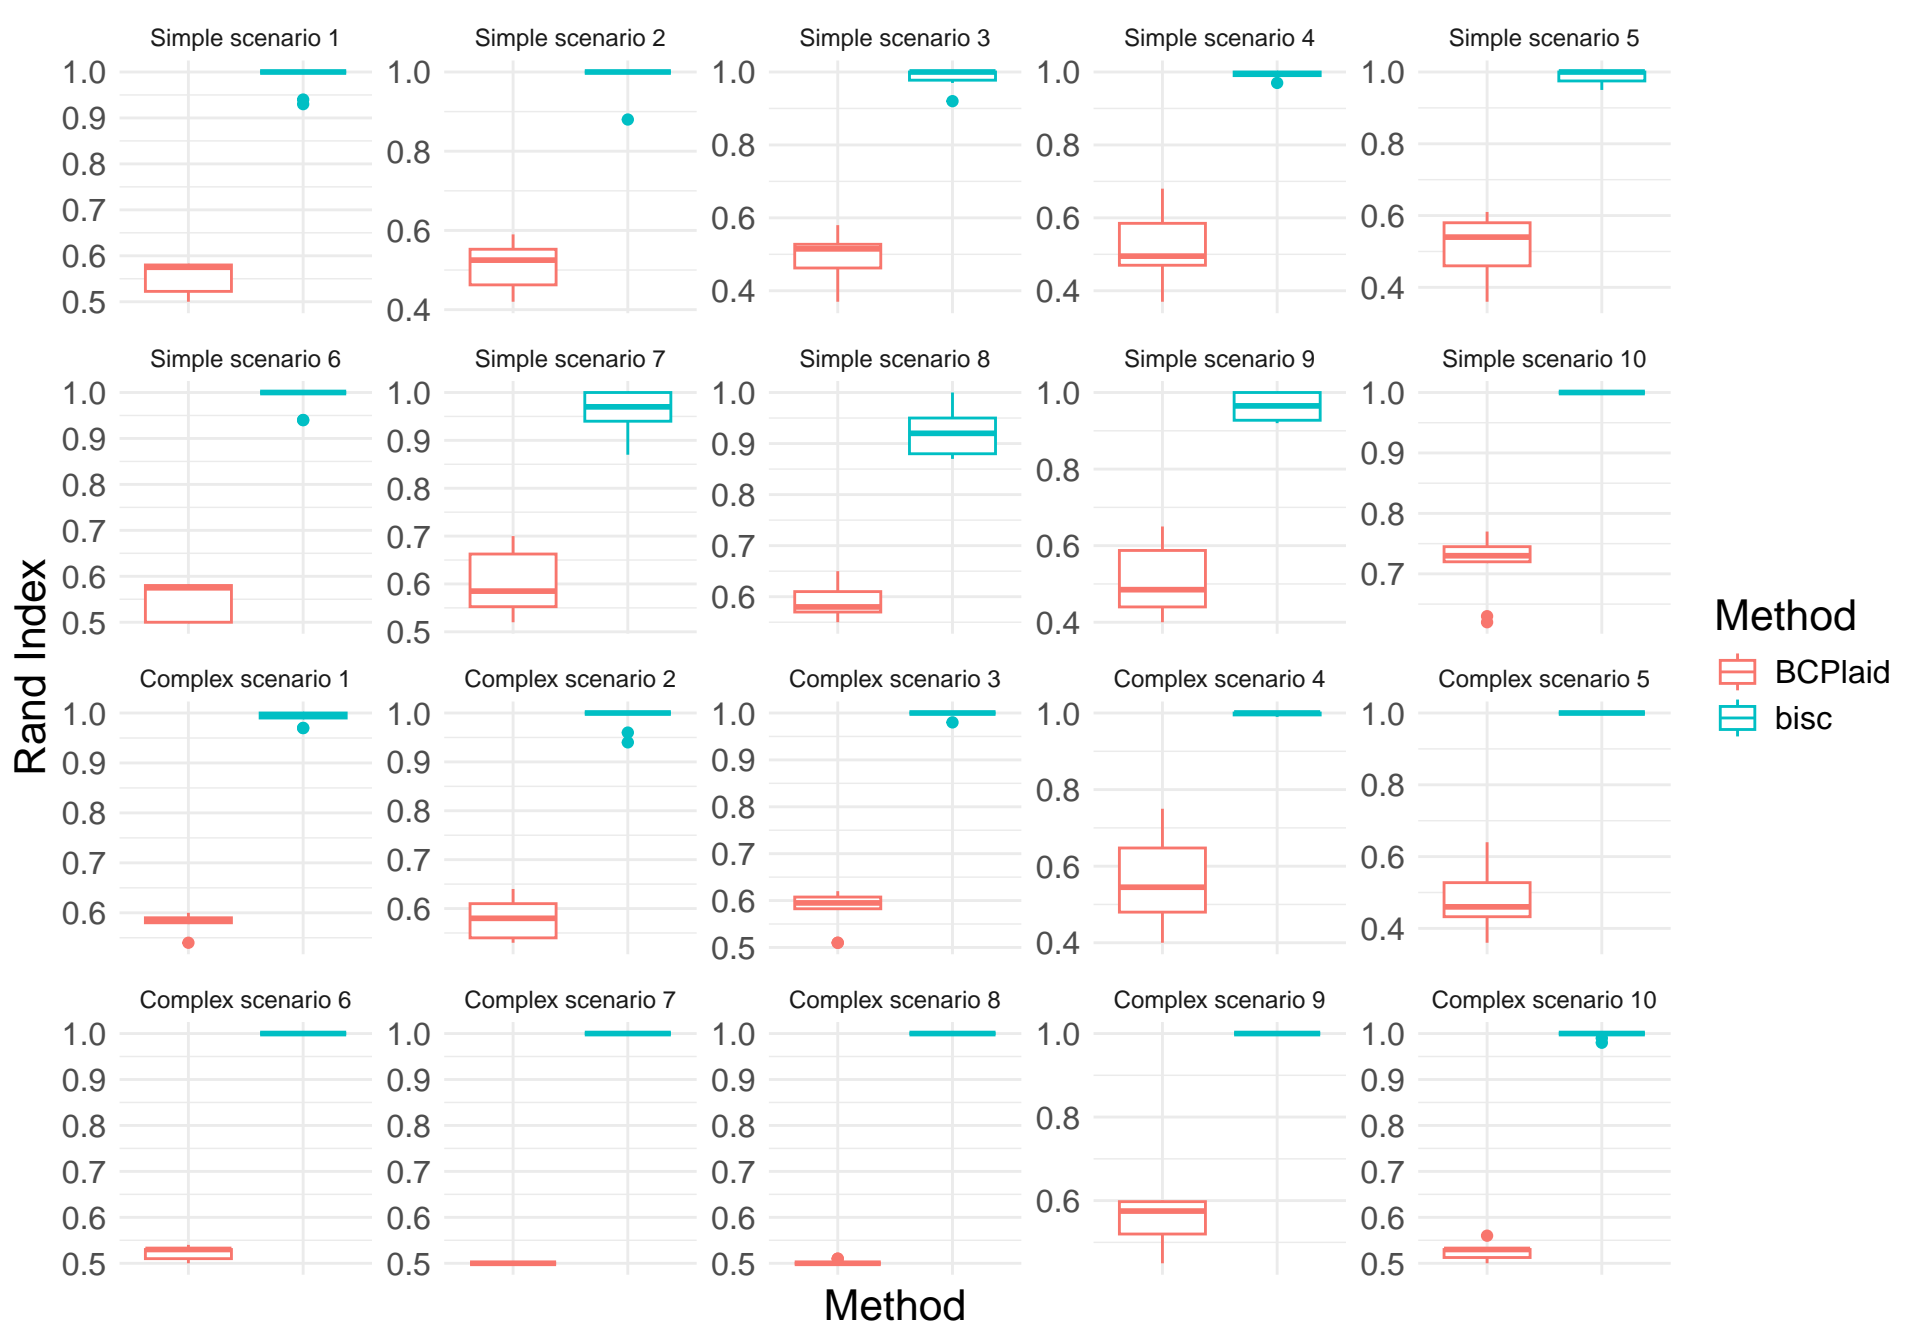 Simple scenario 1 Simple scenario 2 Simple scenario 3 Simple scenario 4 Simple scenario 5
1.0 0.9 0.8 0.7 0.6 0.5
1.0 0.8 0.6 0.4
1.0 0.8 0.6 0.4
1.0 0.8 0.6 0.4
1.0 0.8 0.6 0.4
Simple scenario 6 Simple scenario 7 Simple scenario 8 Simple scenario 9 Simple scenario 10
1.0 0.9 0.8 0.7 0.6 0.5
1.0 0.9 0.8 0.7 0.6 0.5
1.0 0.9 0.8 0.7 0.6
1.0 0.8 0.6 0.4
1.0 0.9 0.8 0.7
Complex scenario 1 Complex scenario 2 Complex scenario 3 Complex scenario 4 Complex scenario 5
1.0 0.9 0.8 0.7 0.6
1.0 0.9 0.8 0.7 0.6
1.0 0.9 0.8 0.7 0.6 0.5
1.0 0.8 0.6 0.4
1.0 0.8 0.6 0.4
Complex scenario 6 Complex scenario 7 Complex scenario 8 Complex scenario 9 Complex scenario 10
1.0 0.9 0.8 0.7 0.6 0.5
1.0 0.9 0.8 0.7 0.6 0.5
1.0 0.9 0.8 0.7 0.6 0.5
1.0 0.8 0.6
1.0 0.9 0.8 0.7 0.6 0.5
Rand Index
Method
Method
BCPlaid
bisc